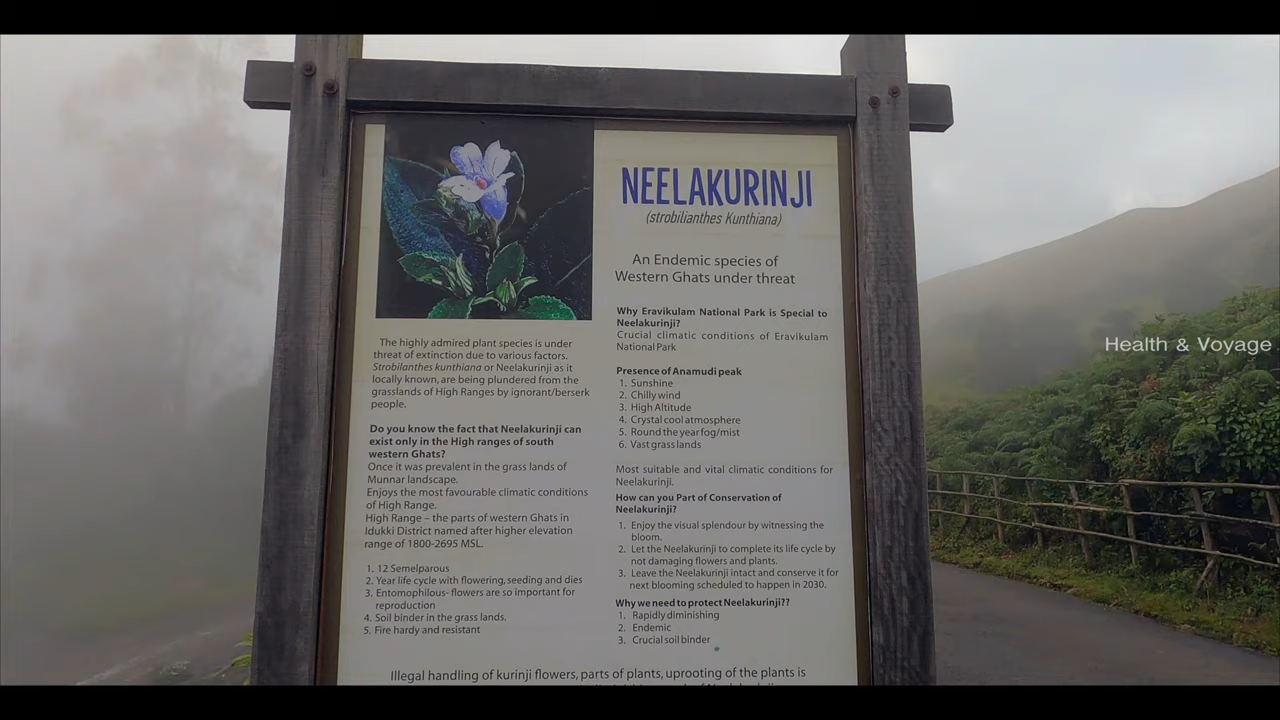 NEELAKURINJI
(strobilianthes Kunthiana)
An Endemic species of
Western Ghats under threat
The highly admired plant species is under
threat of extinction due to various factors.
Strobilanthes kunthiana or Neelakurinji as it
locally known, are being plundered from the
grasslands of High Ranges by ignorant/berserk
people.
Do you know the fact that Neelakurinji can
exist only in the High ranges of south
western Ghats?
Once it was prevalent in the grass lands of
Munnar landscape.
Enjoys the most favourable climatic conditions
of High Range.
High Range – the parts of western Ghats in
Idukki District named after higher elevation
range of 1800-2695 MSL.
1. 12 Semelparous
2. Year life cycle with flowering, seeding and dies
3. Entomophilous- flowers are so important for
reproduction
4. Soil binder in the grass lands.
5. Fire hardy and resistant
Why Eravikulam National Park is Special to
Neelakurinji?
Crucial climatic conditions of Eravikulam
National Park
Presence of Anamudi peak
1. Sunshine
2. Chilly wind
3. High Altitude
4. Crystal cool atmosphere
5. Round the year fog/mist
6. Vast grass lands
Most suitable and vital climatic conditions for
Neelakurinji.
How can you Part of Conservation of
Neelakurinji?
1. Enjoy the visual splendour by witnessing the
bloom.
2. Let the Neelakurinji to complete its life cycle by
not damaging flowers and plants.
3. Leave the Neelakurinji intact and conserve it for
next blooming scheduled to happen in 2030.
Why we need to protect Neelakurinji??
1. Rapidly diminishing
2. Endemic
3. Crucial soil binder
Illegal handling of kurinji flowers, parts of plants, uprooting of the plants is
Health & Voyage